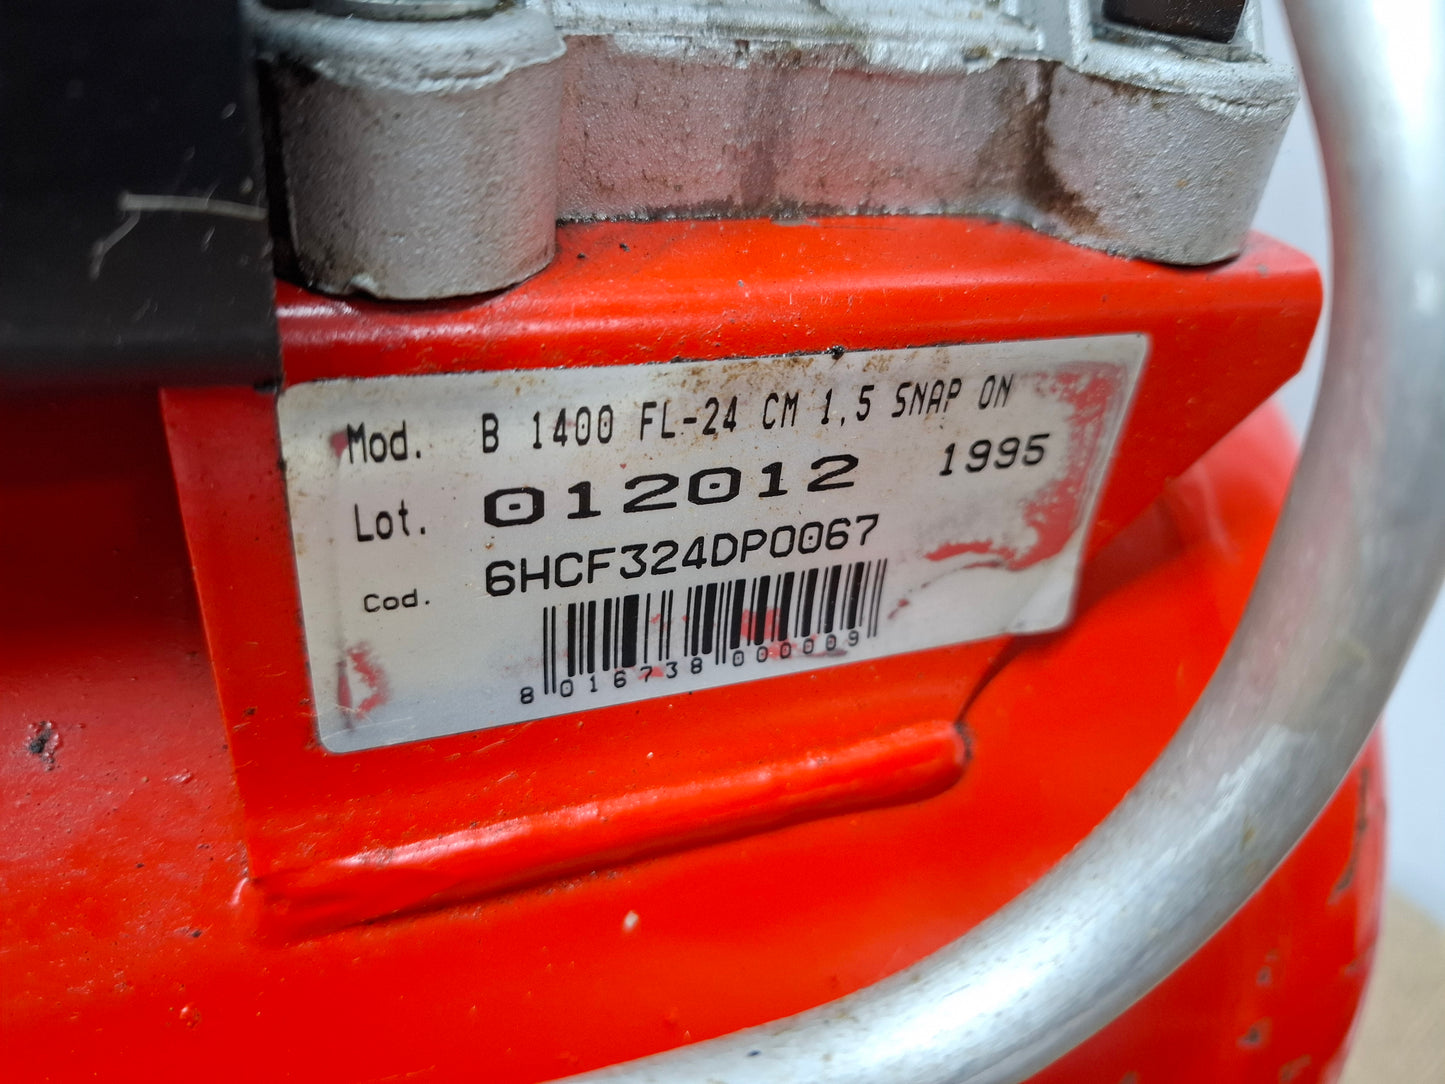 Mod. B 1400 FL-24 CM 1,5 SNAP ON
Lot. 012012 1995
Cod. 6HCF324DP0067
8 016738 000009